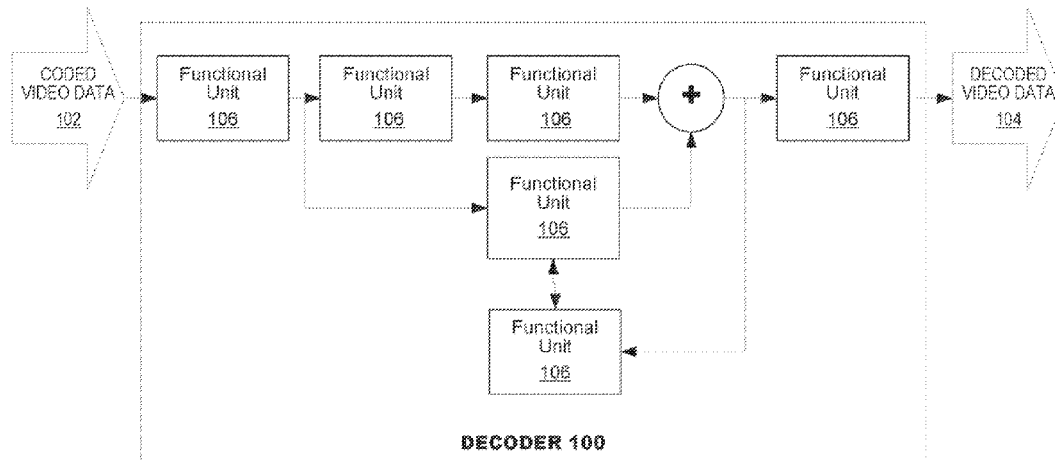 CODED
VIDEO DATA
102
Functional
Unit
106
Functional
Unit
106
Functional
Unit
106
+
Functional
Unit
106
DECODED
VIDEO DATA
104
Functional
Unit
106
Functional
Unit
106
DECODER 100